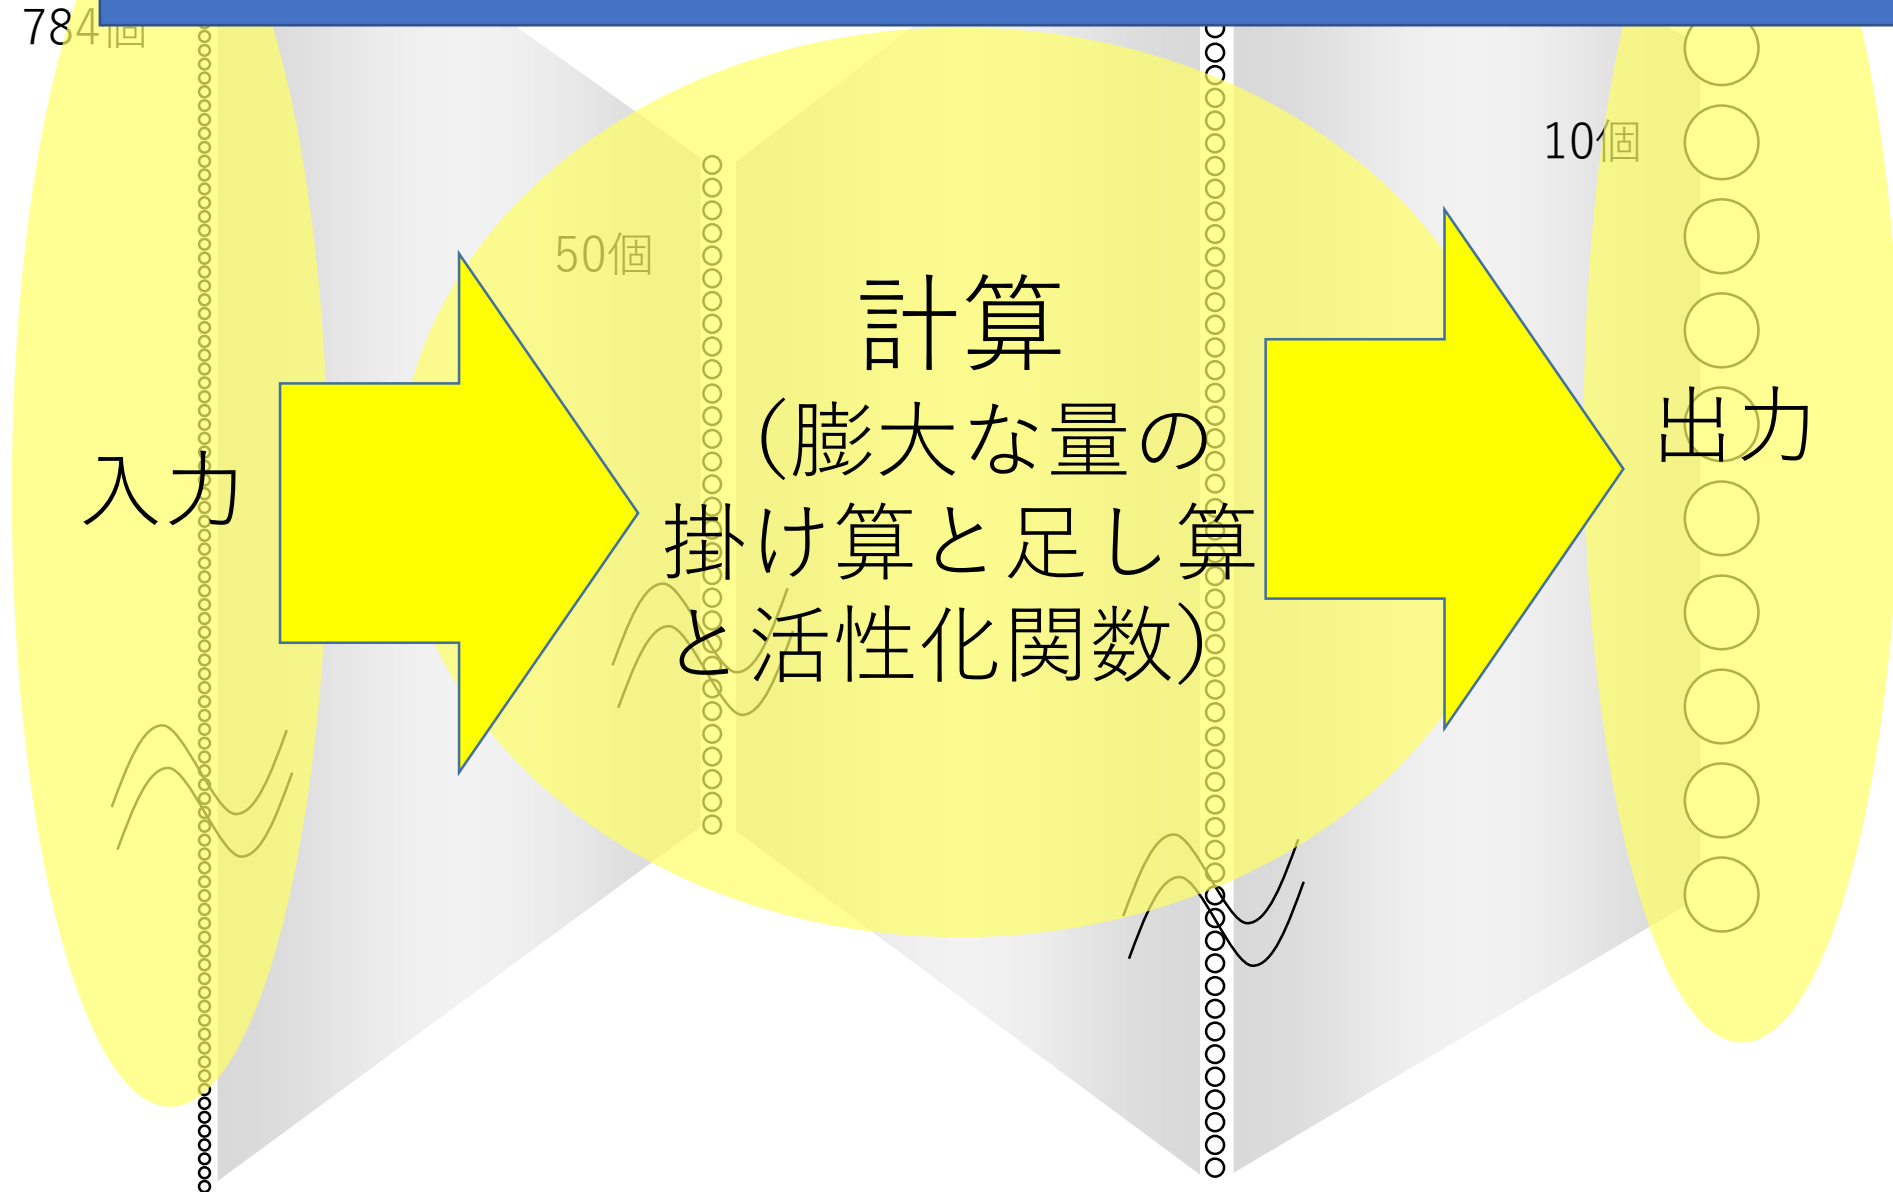 784個
10個
50個
計算
（膨大な量の
掛け算と足し算
と活性化関数）
入力
出力